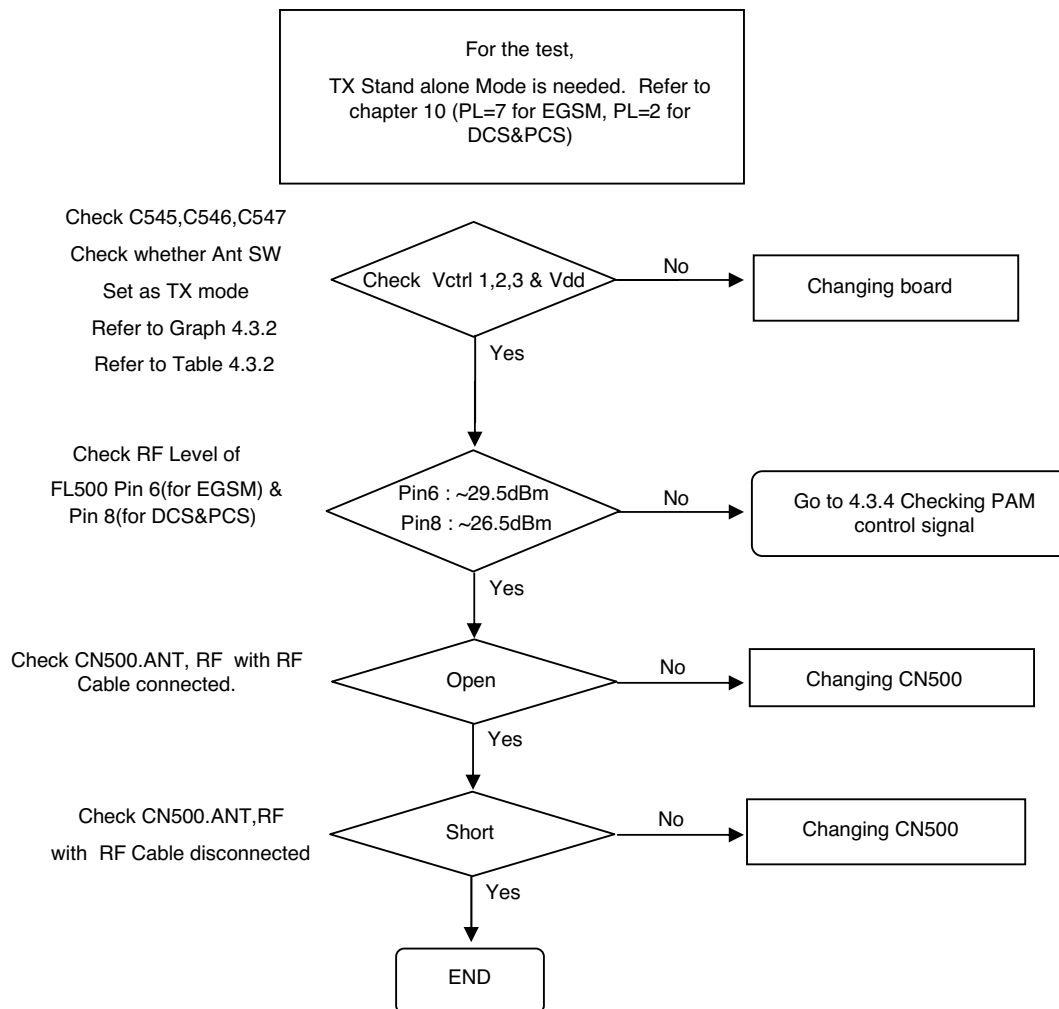 For the test,
TX Stand alone Mode is needed. Refer to
chapter 10 (PL=7 for EGSM, PL=2 for
DCS&PCS)
Check C545,C546,C547
Check whether Ant SW
Set as TX mode
Refer to Graph 4.3.2
Refer to Table 4.3.2
Check Vctrl 1,2,3 & Vdd
No
Changing board
Yes
Check RF Level of
FL500 Pin 6(for EGSM) &
Pin 8(for DCS&PCS)
Pin6 : ~29.5dBm
Pin8 : ~26.5dBm
No
Go to 4.3.4 Checking PAM
control signal
Yes
Check CN500.ANT, RF with RF
Cable connected.
Open
No
Changing CN500
Yes
Check CN500.ANT,RF
with RF Cable disconnected
Short
No
Changing CN500
Yes
END